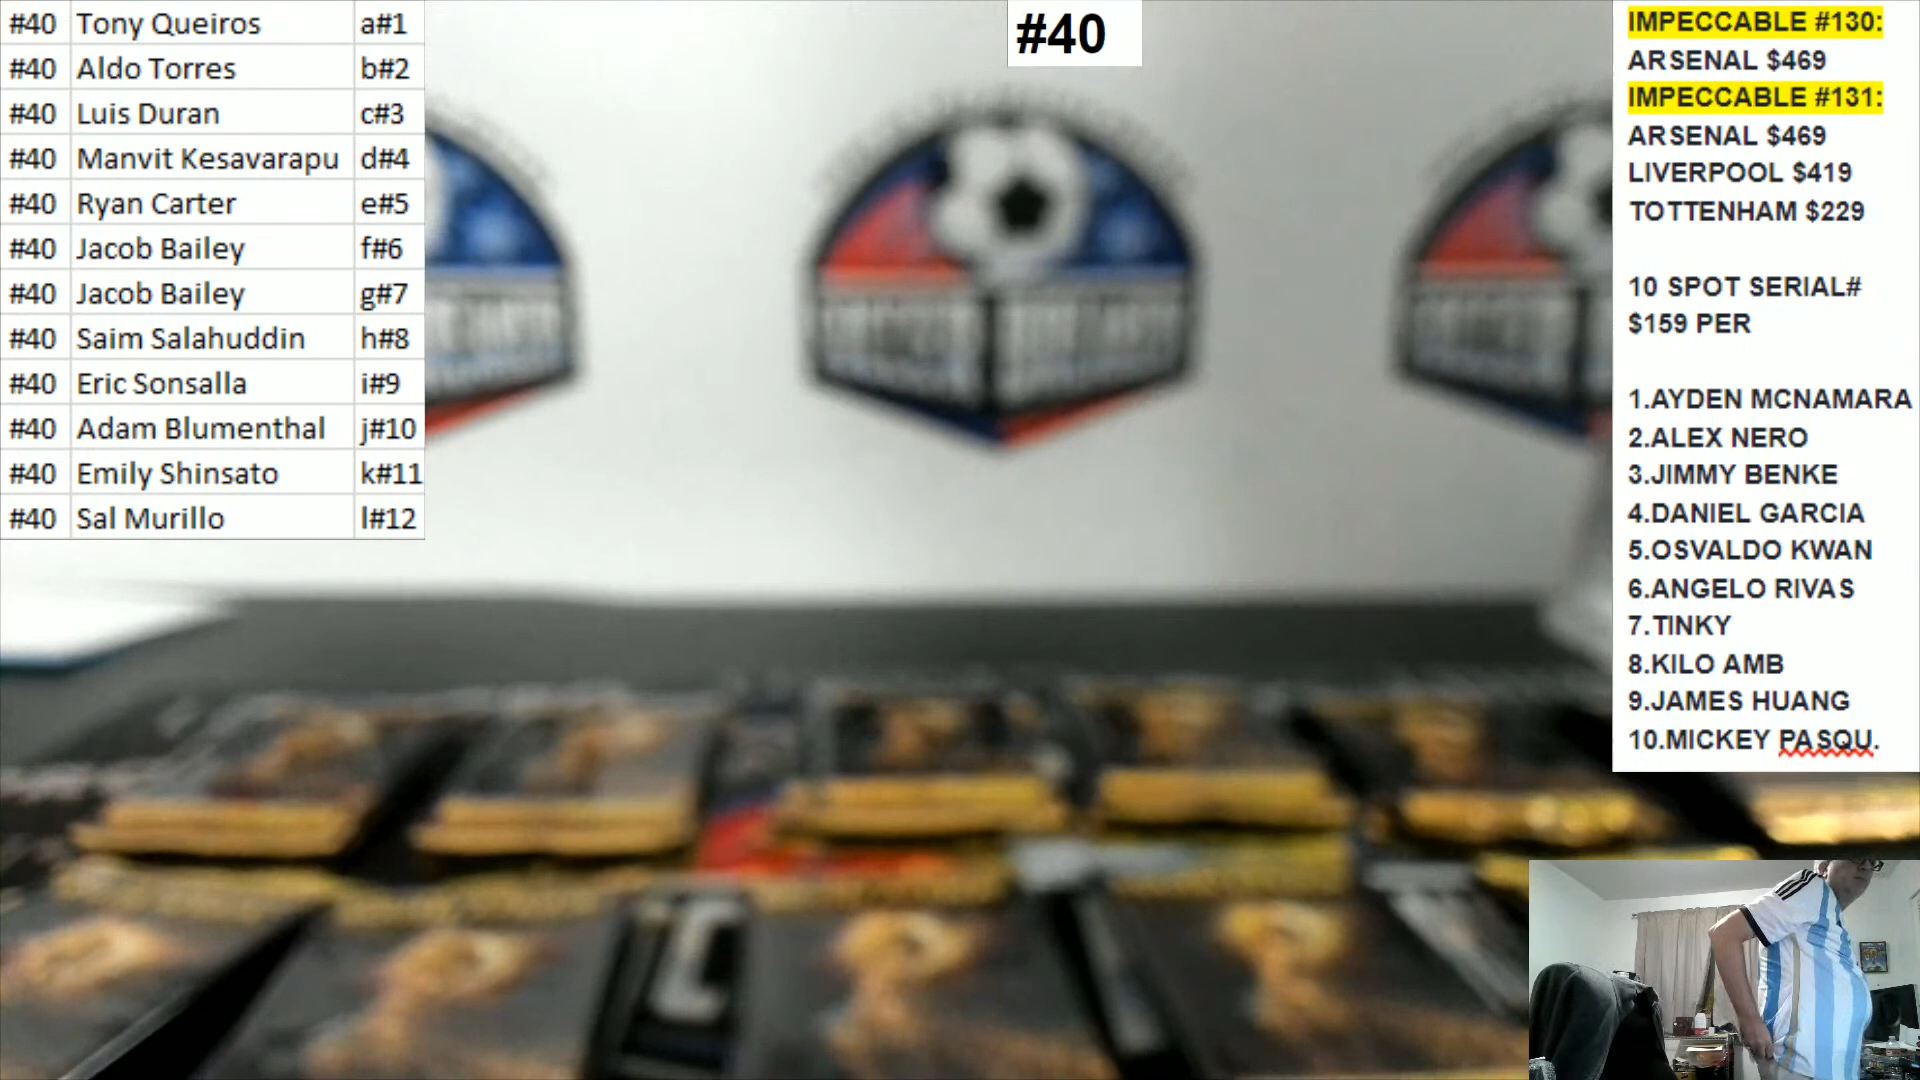 #40 Tony Queiros a#1
#40 Aldo Torres b#2
#40 Luis Duran c#3
#40 Manvit Kesavarapu d#4
#40 Ryan Carter e#5
#40 Jacob Bailey f#6
#40 Jacob Bailey g#7
#40 Saim Salahuddin h#8
#40 Eric Sonsalla i#9
#40 Adam Blumenthal j#10
#40 Emily Shinsato k#11
#40 Sal Murillo l#12
#40
IMPECCABLE #130:
ARSENAL $469
IMPECCABLE #131:
ARSENAL $469
LIVERPOOL $419
TOTTENHAM $229
10 SPOT SERIAL#
$159 PER
1.AYDEN MCNAMARA
2.ALEX NERO
3.JIMMY BENKE
4.DANIEL GARCIA
5.OSVALDO KWAN
6.ANGELO RIVAS
7.TINKY
8.KILO AMB
9.JAMES HUANG
10.MICKEY PASQU.